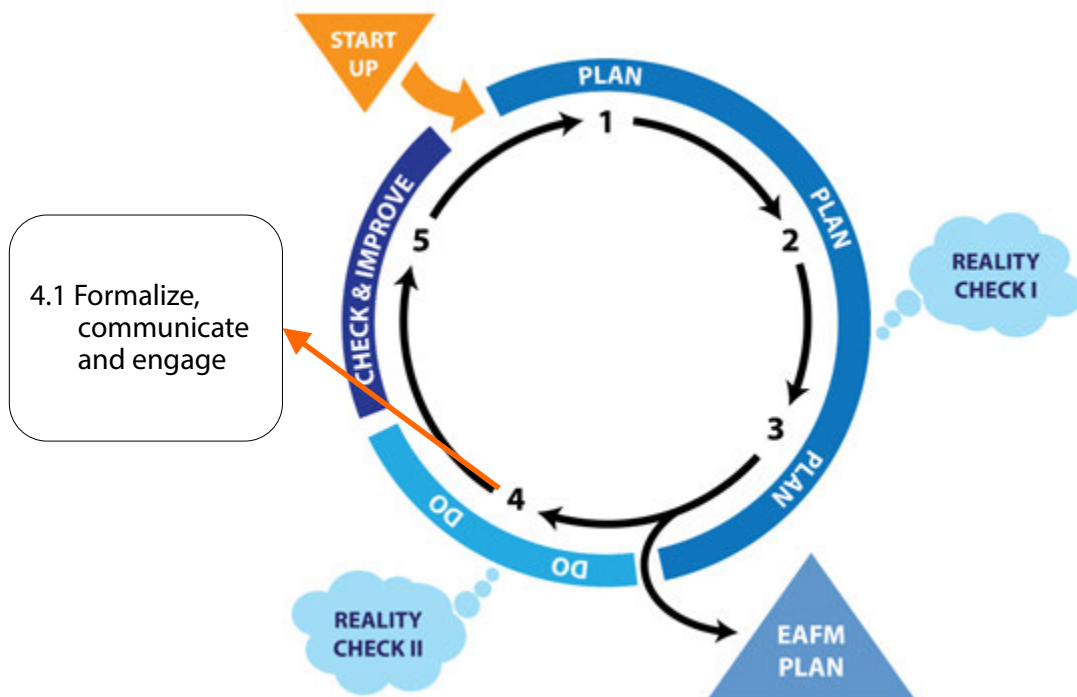 START
UP
PLAN
1
PLAN
2
REALITY
CHECK I
5
CHECK & IMPROVE
4.1 Formalize,
communicate
and engage
3
PLAN
4
DO
DO
REALITY
CHECK II
EAFM
PLAN